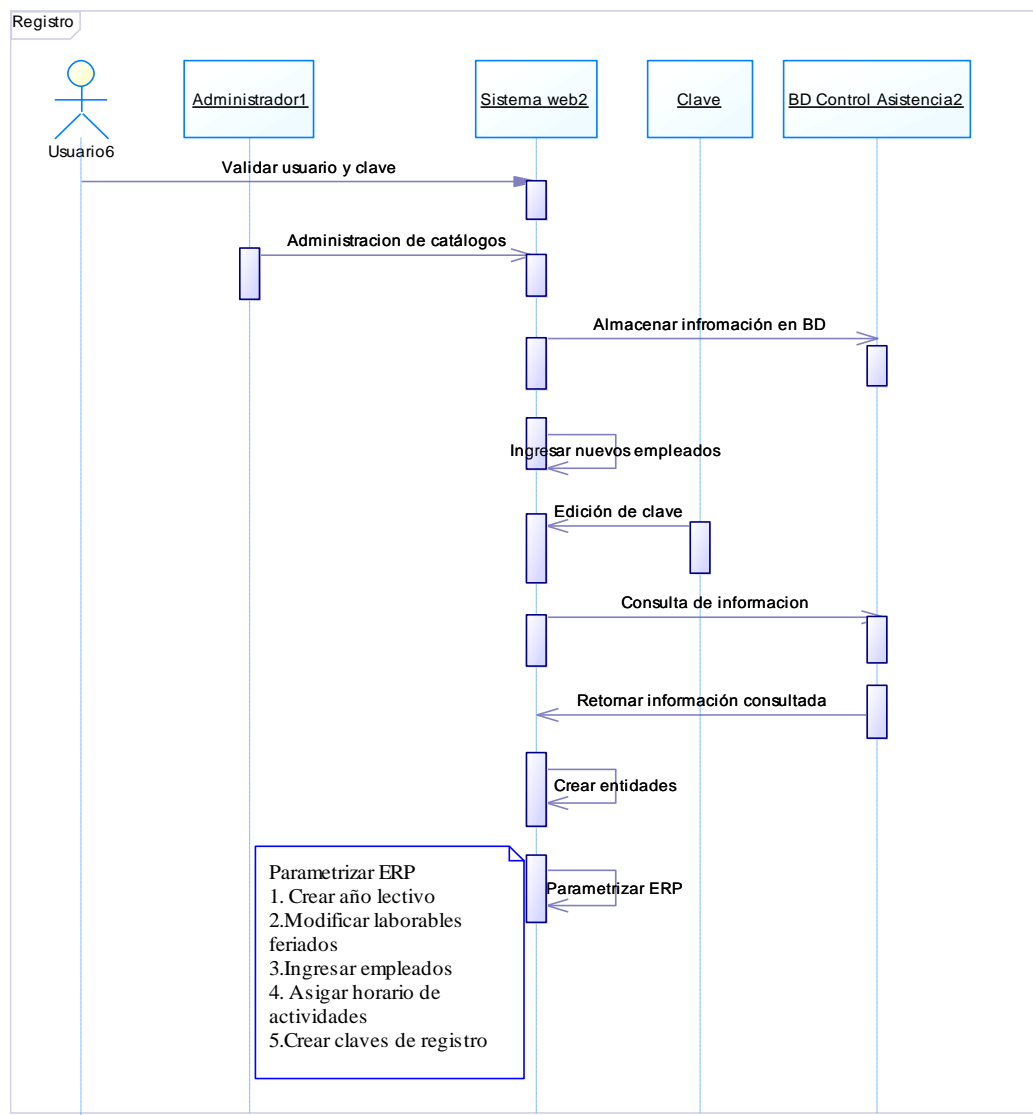 Registro
Usuario6
Administrador1
Sistema web2
Clave
BD Control Asistencia2
Validar usuario y clave
Administracion de catálogos
Almacenar infromación en BD
Ingresar nuevos empleados
Edición de clave
Consulta de informacion
Retornar información consultada
Crear entidades
Parametrizar ERP
Parametrizar ERP
1. Crear año lectivo
2.Modificar laborables
feriados
3.Ingresar empleados
4. Asigar horario de
actividades
5.Crear claves de registro